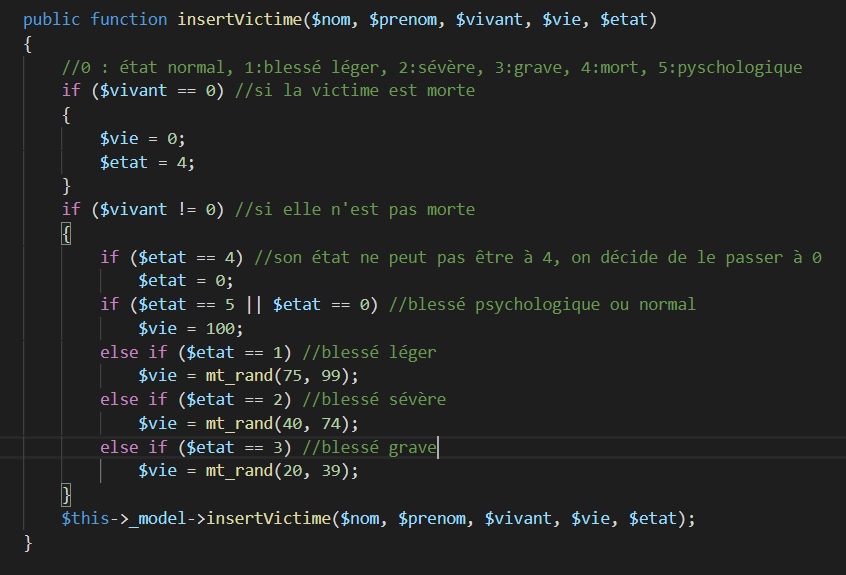 public function insertVictime($nom, $prenom, $vivant, $vie, $etat)
{
//0 : état normal, 1:blessé léger, 2:sévère, 3:grave, 4:mort, 5:pyschologique
if ($vivant == 0) //si la victime est morte
{
$vie = 0;
$etat = 4;
}
if ($vivant != 0) //si elle n'est pas morte
{
if ($etat == 4) //son état ne peut pas être à 4, on décide de le passer à 0
$etat = 0;
if ($etat == 5 || $etat == 0) //blessé psychologique ou normal
$vie = 100;
else if ($etat == 1) //blessé léger
$vie = mt_rand(75, 99);
else if ($etat == 2) //blessé sévère
$vie = mt_rand(40, 74);
else if ($etat == 3) //blessé grave
$vie = mt_rand(20, 39);
}
$this->_model->insertVictime($nom, $prenom, $vivant, $vie, $etat);
}